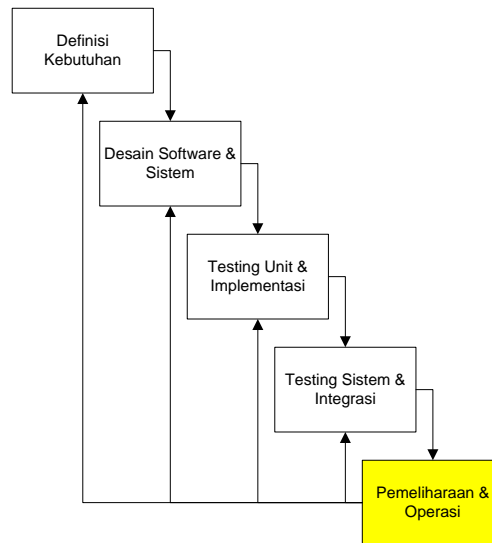 Definisi
Kebutuhan
Desain Software &
Sistem
Testing Unit &
Implementasi
Testing Sistem &
Integrasi
Pemeliharaan &
Operasi